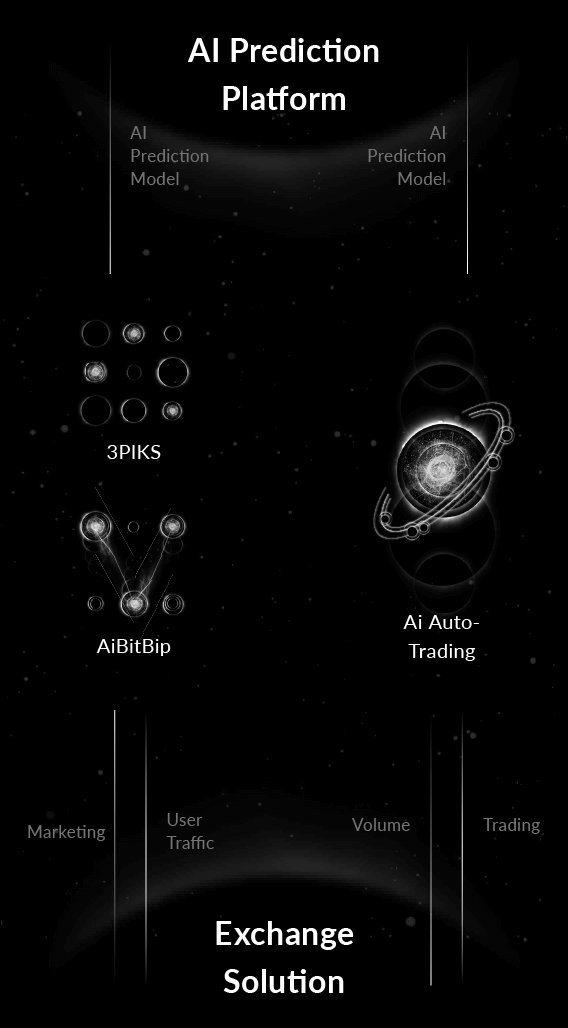 AI Prediction
Platform
AI
Prediction
Model
AI
Prediction
Model
3PIKS
AiBitBip
Ai Auto-
Trading
Marketing
User
Traffic
Volume
Trading
Exchange
Solution